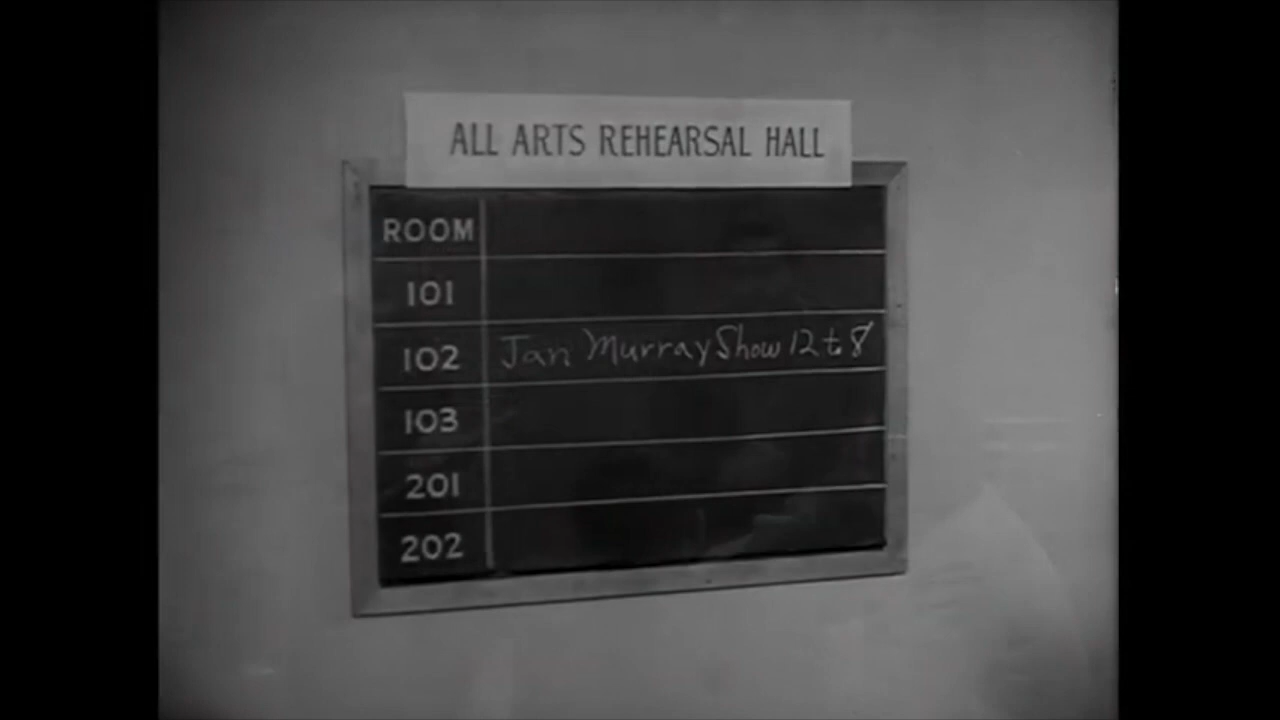 ALL ARTS REHEARSAL HALL
ROOM
101
102 Jan Murray Show 12 to 8
103
201
202